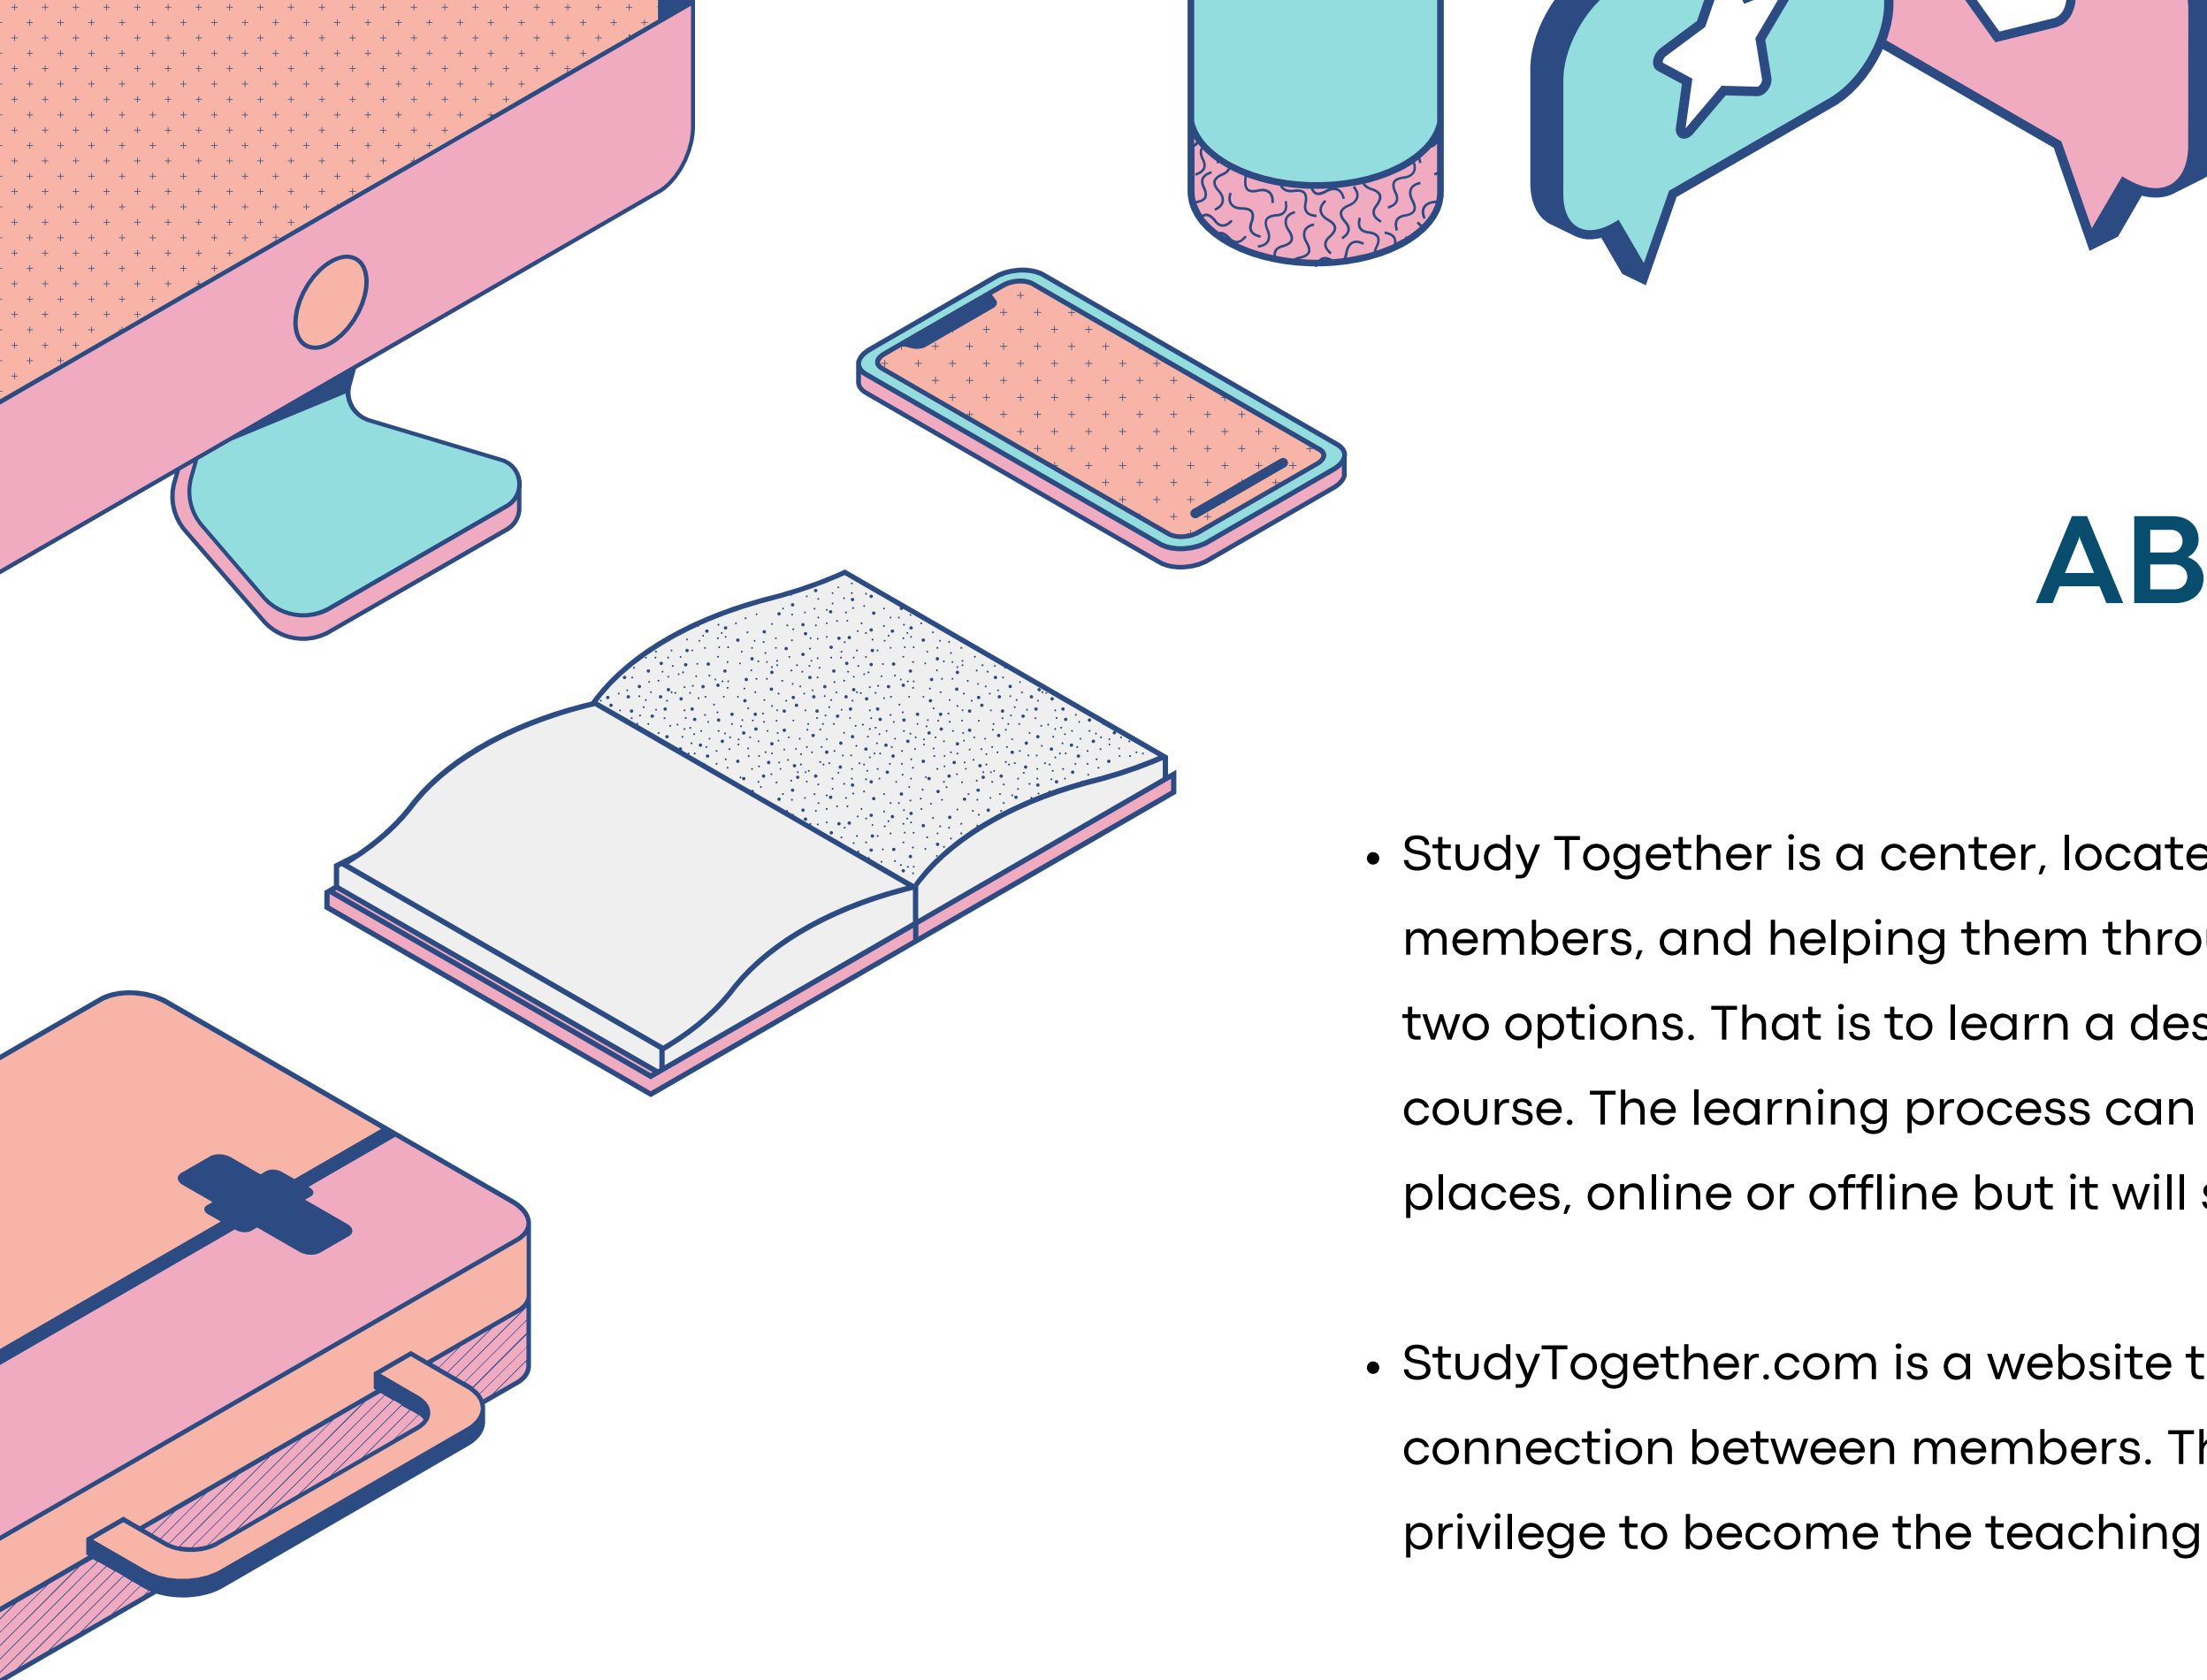 AB
Study Together is a center, locate
members, and helping them throu
two options. That is to learn a des
course. The learning process can
places, online or offline but it will s
StudyTogether.com is a website t
connection between members. Th
privilege to become the teaching